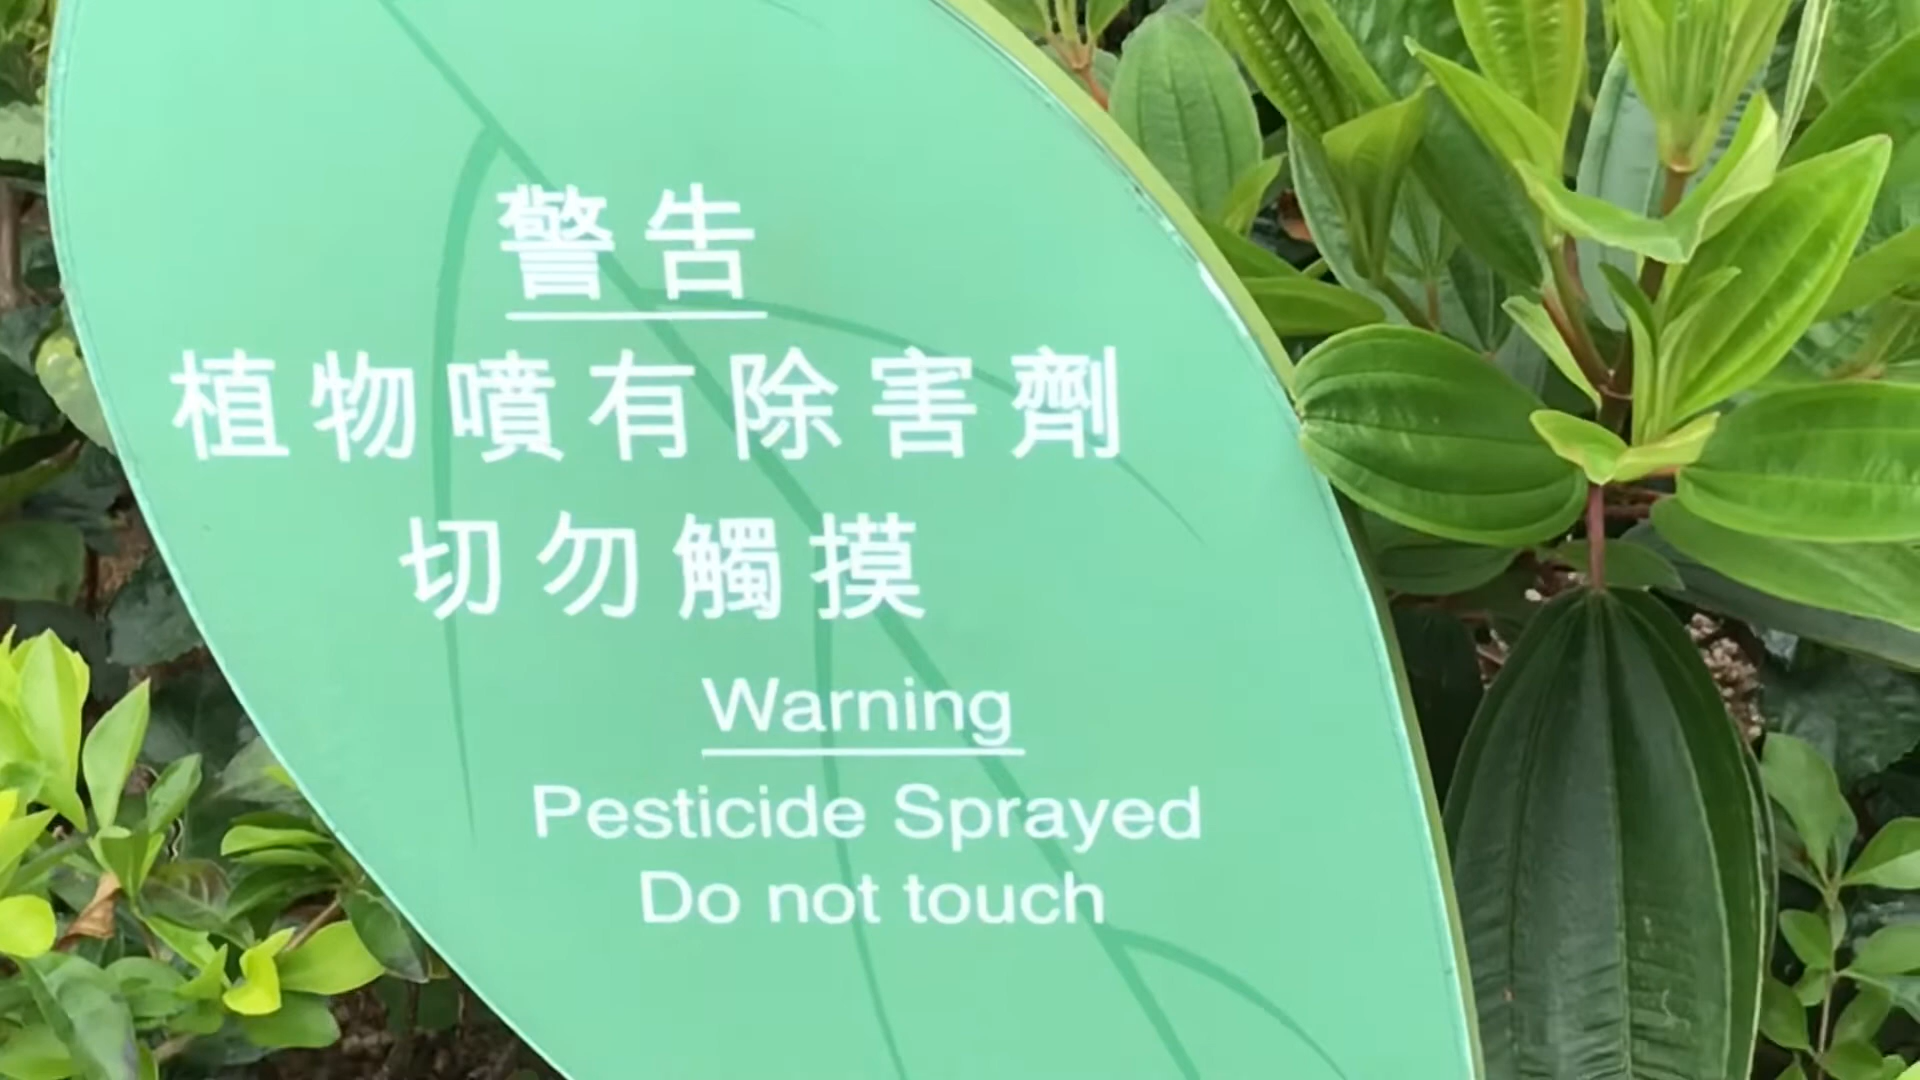 警告
植物噴有除害劑
切勿觸摸
Warning
Pesticide Sprayed
Do not touch